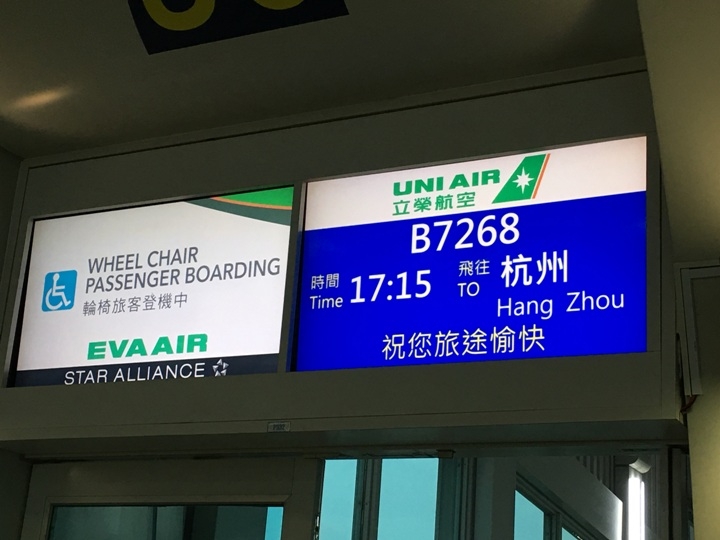 WHEEL CHAIR
PASSENGER BOARDING
輪椅旅客登機中
EVA AIR
STAR ALLIANCE
UNI AIR
立榮航空
B7268
時間 17:15 飛往 杭州
Time TO Hang Zhou
祝您旅途愉快